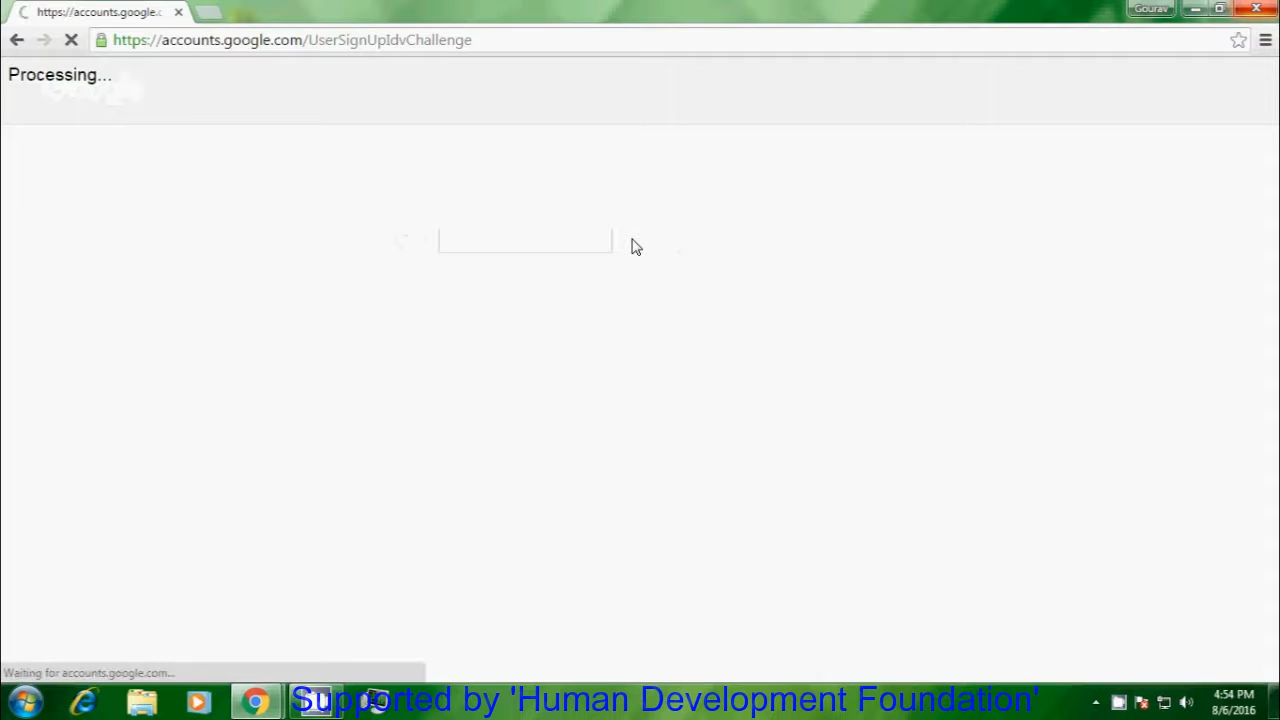 https://accounts.google.c
Gourav
https://accounts.google.com/UserSignUpIdvChallenge
Processing...
Google
Waiting for accounts.google.com...
Supported by 'Human Development Foundation'
4:54 PM
8/6/2016